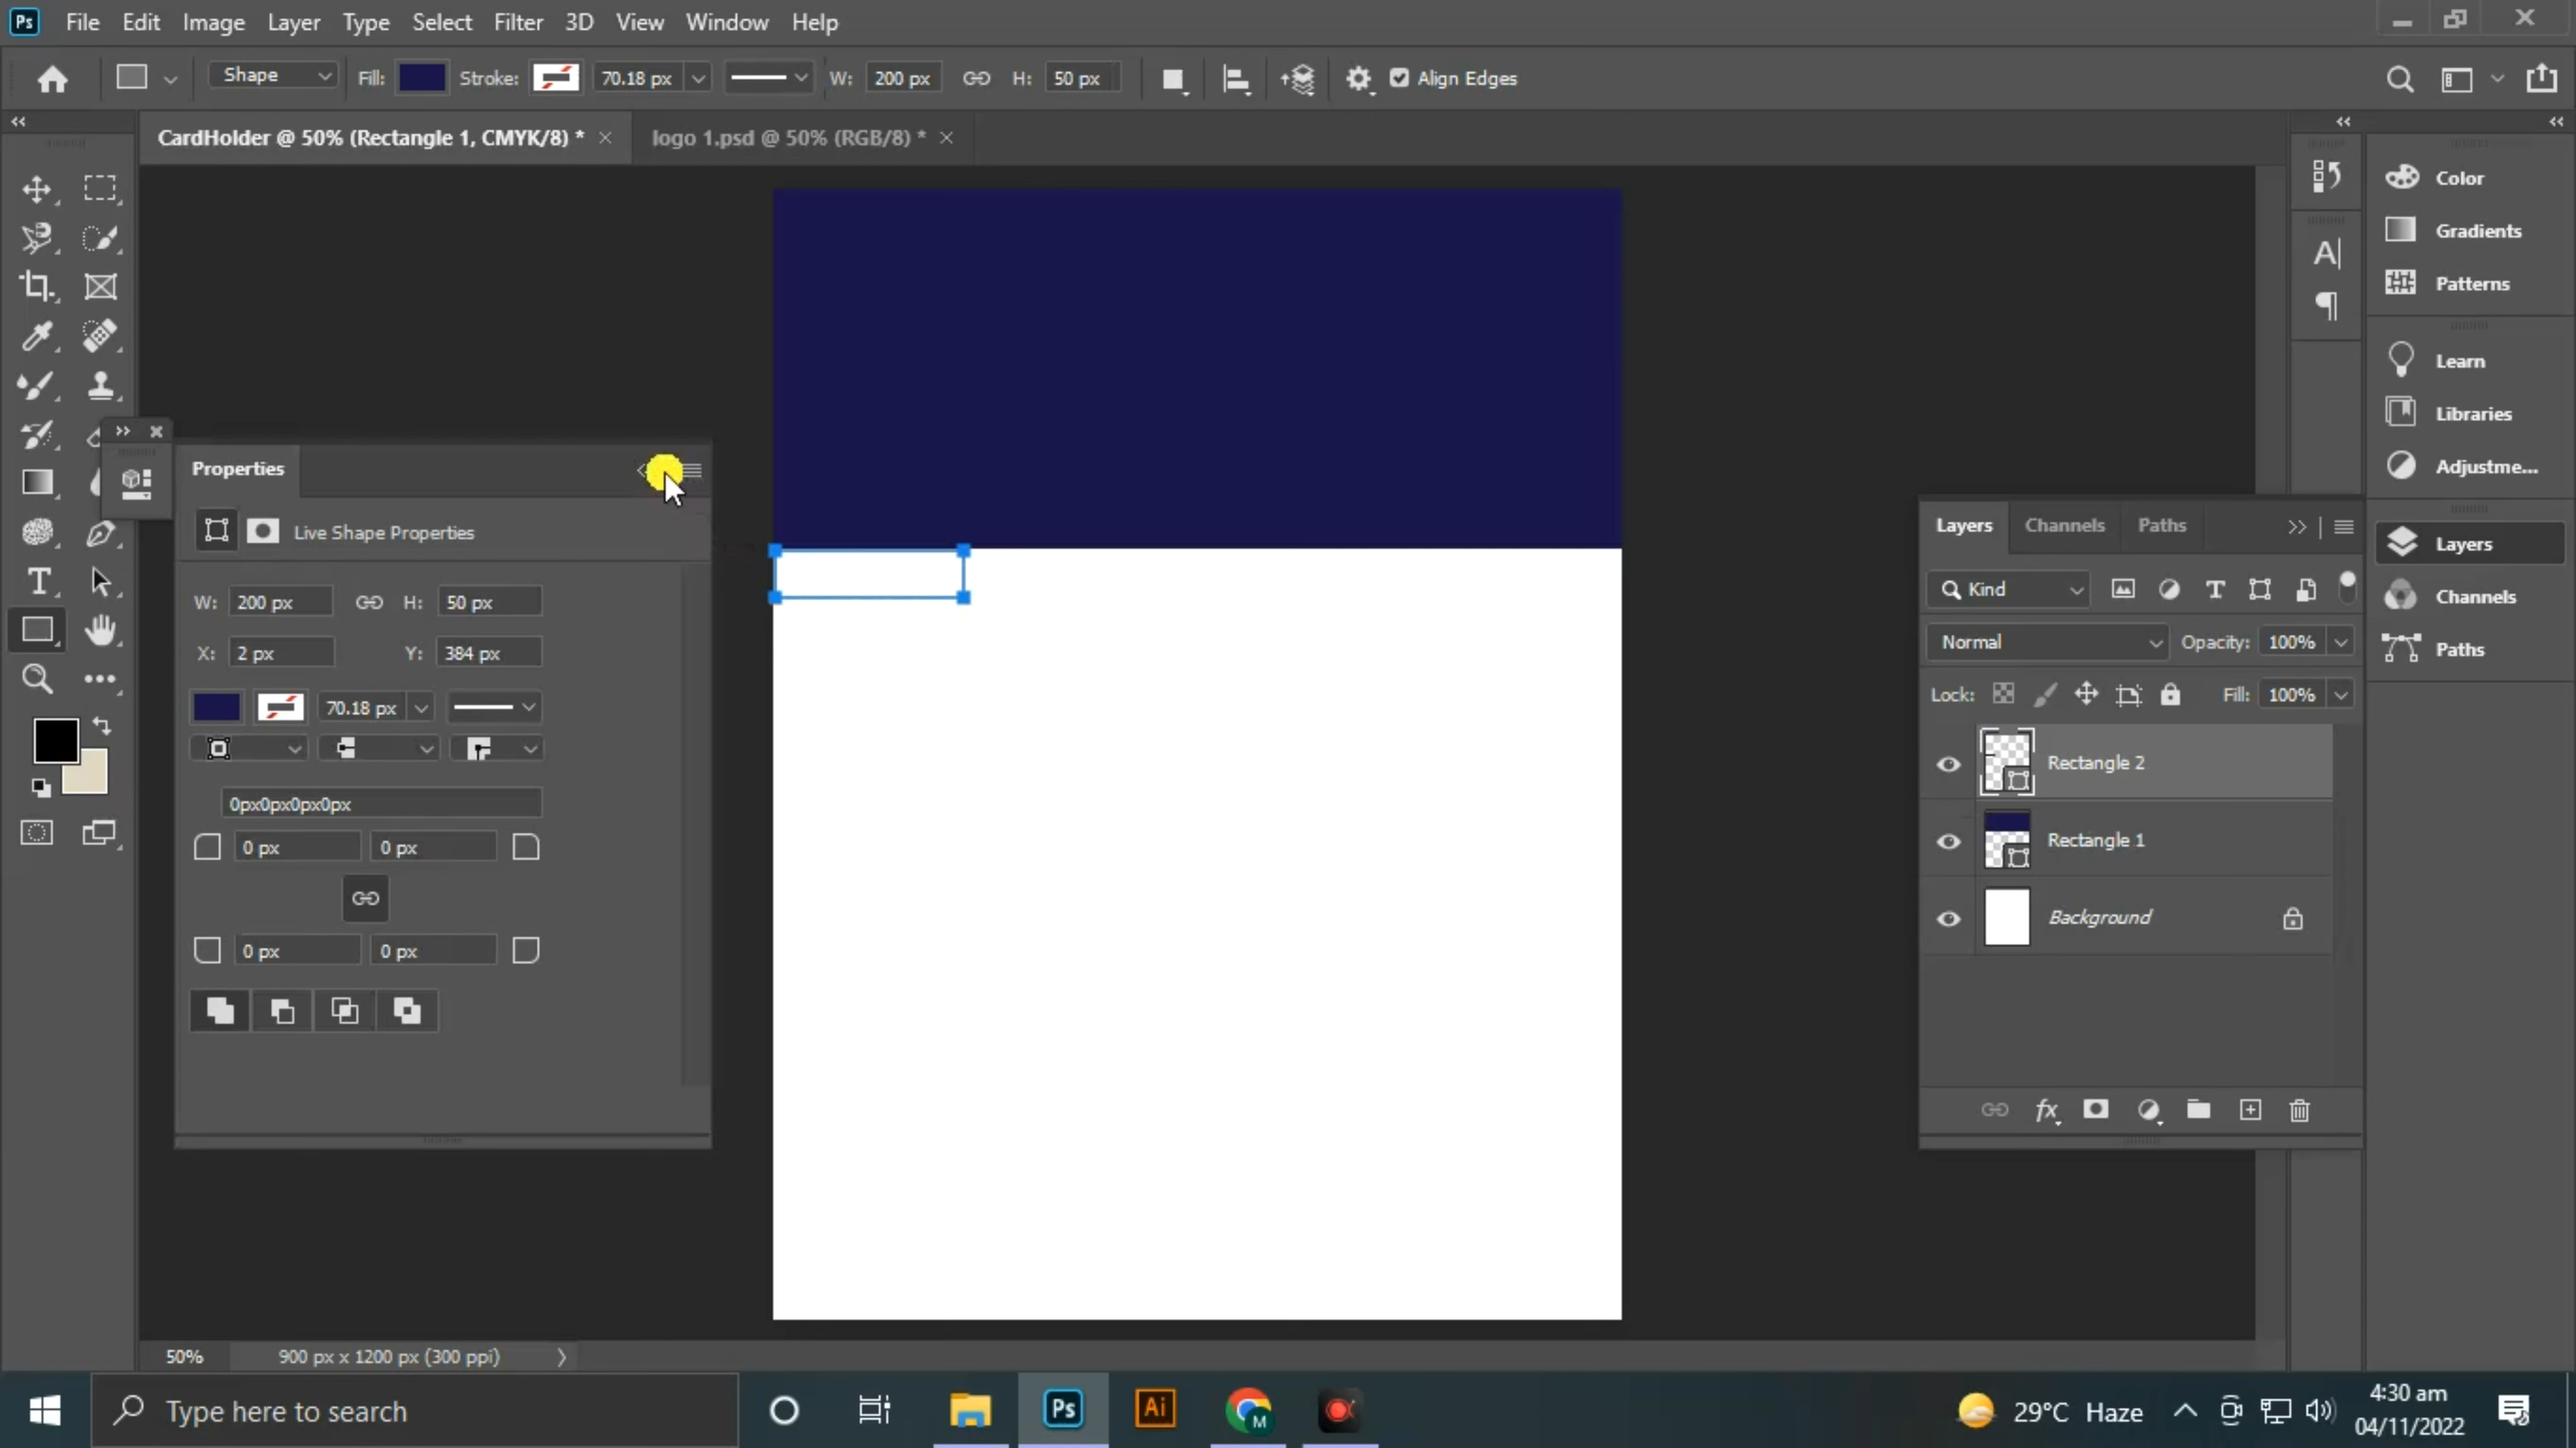 Ps File Edit Image Layer Type Select Filter 3D View Window Help
Shape Fill: Stroke: 70.18 px W: 200 px H: 50 px Align Edges
CardHolder @ 50% (Rectangle 1, CMYK/8) * × logo 1.psd @ 50% (RGB/8) * ×
Color
Gradients
Patterns
Learn
Libraries
Adjustme...
Layers
Channels
Paths
Properties
Live Shape Properties
W: 200 px H: 50 px
X: 2 px Y: 384 px
70.18 px
0px0px0px0px
0 px 0 px
0 px 0 px
Layers Channels Paths
Kind
Normal Opacity: 100%
Lock: Fill: 100%
Rectangle 2
Rectangle 1
Background
fx
50% 900 px x 1200 px (300 ppi)
Type here to search
Ps Ai M
29°C Haze
4:30 am
04/11/2022